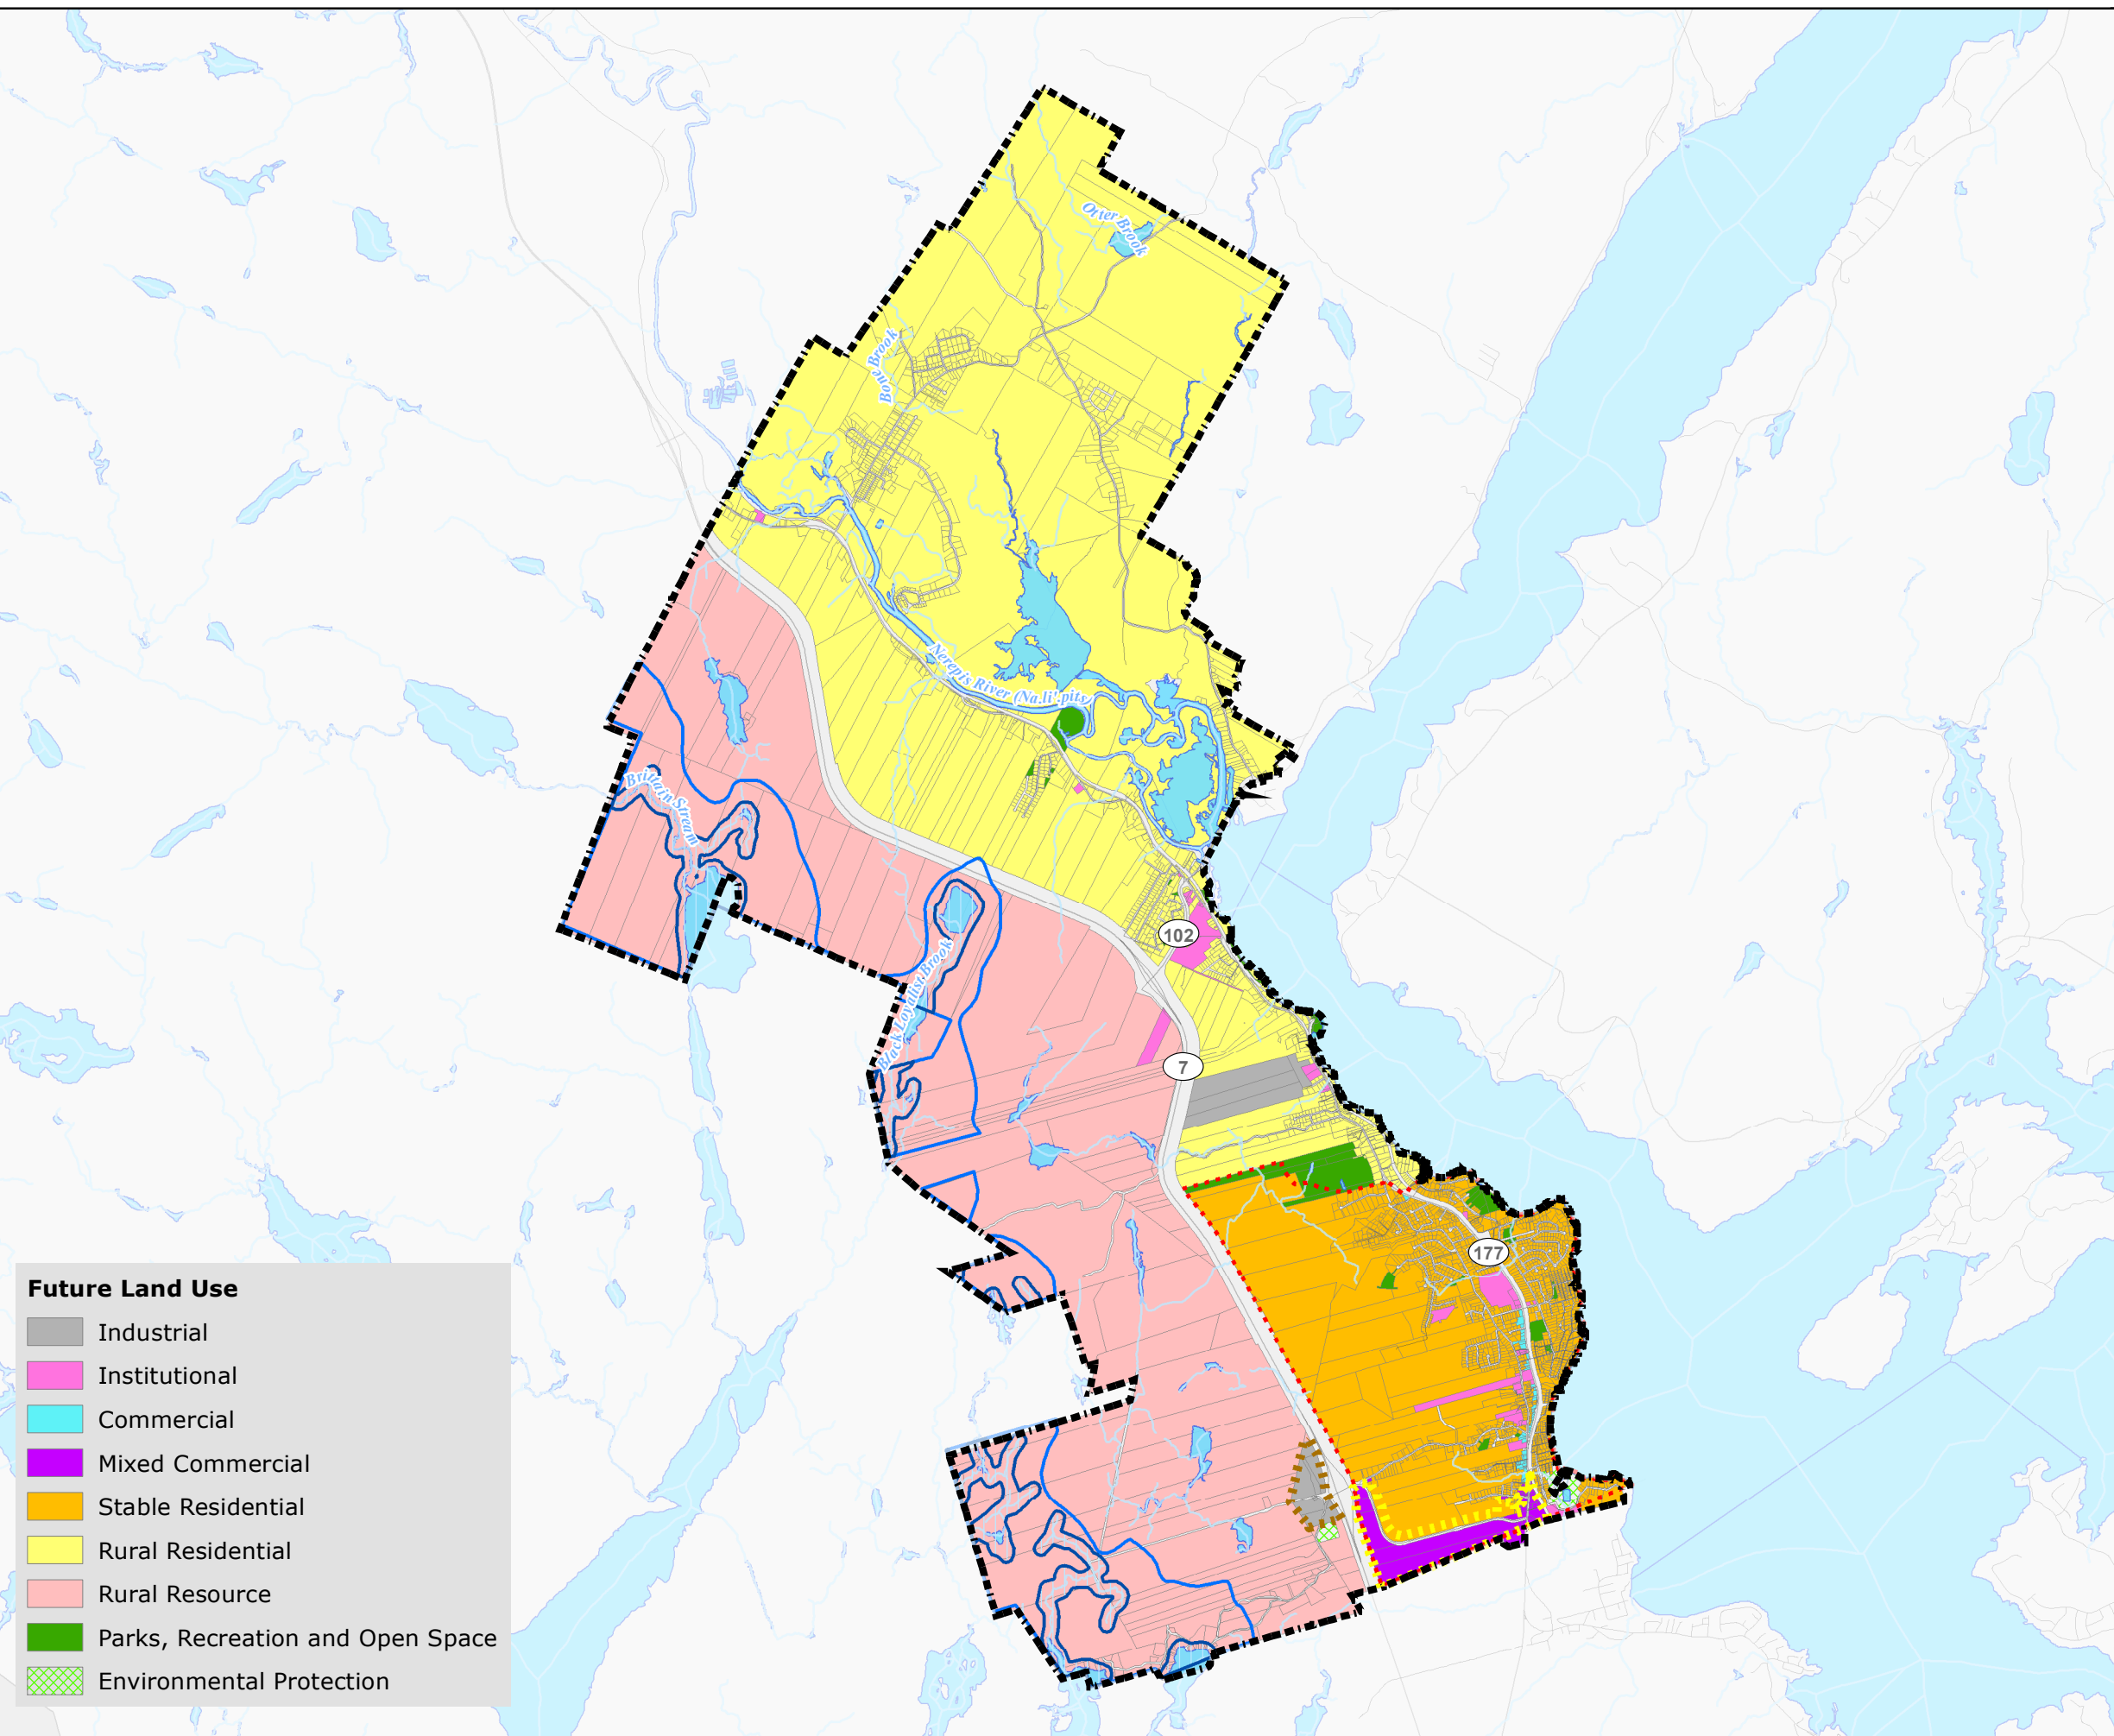 Otter Brook
Bone Brook
Nerepis River (Na.li'.pits)
Brittain Stream
102
Black Loyalist Brook
7
177
Future Land Use
Industrial
Institutional
Commercial
Mixed Commercial
Stable Residential
Rural Residential
Rural Resource
Parks, Recreation and Open Space
Environmental Protection